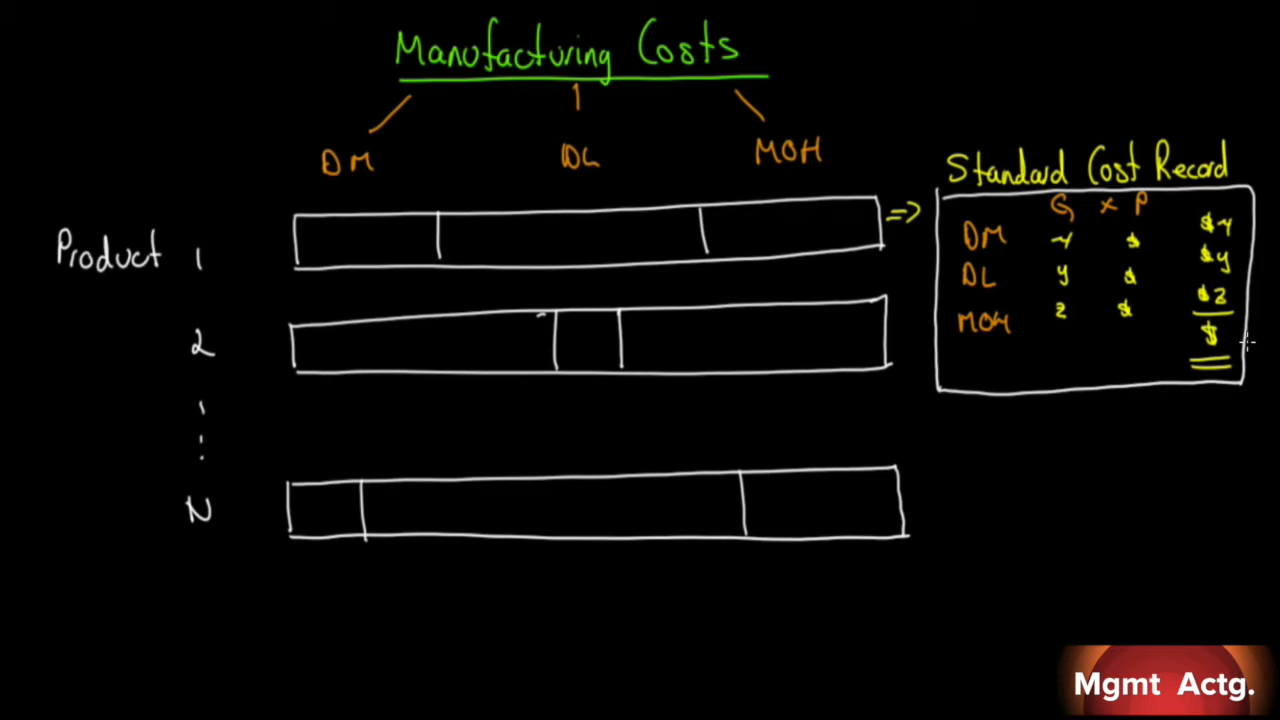 Manufacturing Costs
DM DL MOH
Standard Cost Record
Q x P
DM $ $
DL y $ $y
MOH z $ $z
$
Product 1
2
N
Mgmt Actg.